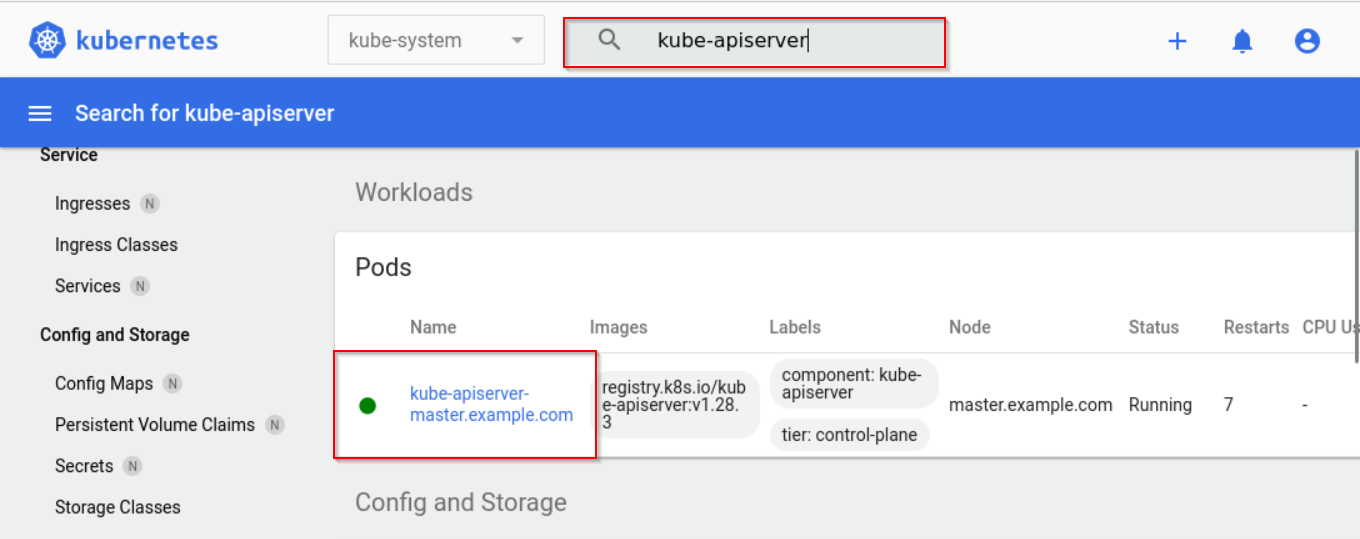 kubernetes
kube-system
kube-apiserver
Search for kube-apiserver
Service
Ingresses N
Ingress Classes
Services N
Config and Storage
Config Maps N
Persistent Volume Claims N
Secrets N
Storage Classes
Workloads
Pods
Name Images Labels Node Status Restarts CPU Us
kube-apiserver-
master.example.com
registry.k8s.io/kub
e-apiserver:v1.28.
3
component: kube-
apiserver
tier: control-plane
master.example.com Running 7 -
Config and Storage